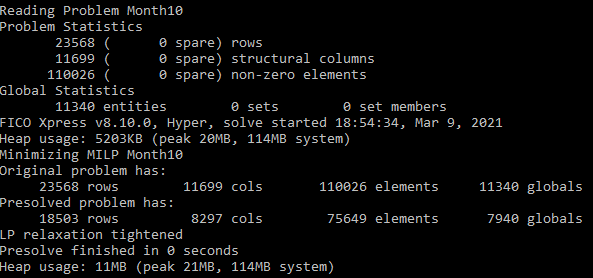 Reading Problem Month10
Problem Statistics
23568 ( 0 spare) rows
11699 ( 0 spare) structural columns
110026 ( 0 spare) non-zero elements
Global Statistics
11340 entities 0 sets 0 set members
FICO Xpress v8.10.0, Hyper, solve started 18:54:34, Mar 9, 2021
Heap usage: 5203KB (peak 20MB, 114MB system)
Minimizing MILP Month10
Original problem has:
23568 rows 11699 cols 110026 elements 11340 globals
Presolved problem has:
18503 rows 8297 cols 75649 elements 7940 globals
LP relaxation tightened
Presolve finished in 0 seconds
Heap usage: 11MB (peak 21MB, 114MB system)